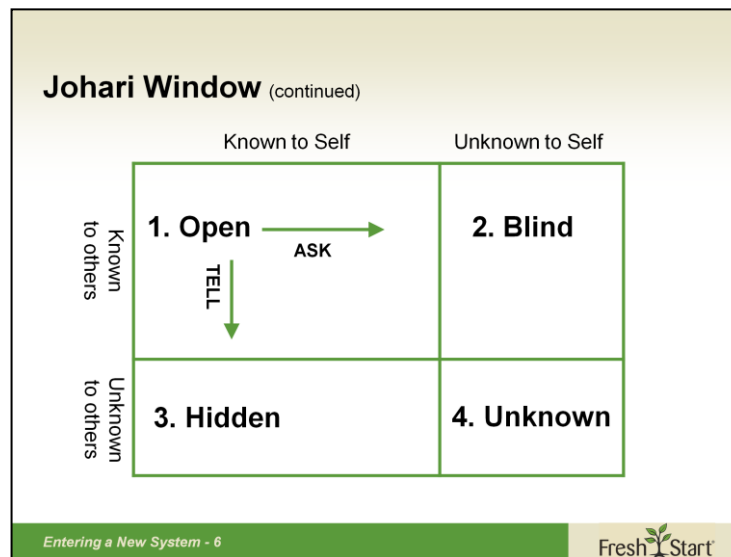 Johari Window (continued)
Known to Self
Unknown to Self
Known
to others
1. Open
ASK
TELL
2. Blind
Unknown
to others
3. Hidden
4. Unknown
Entering a New System - 6
Fresh Start